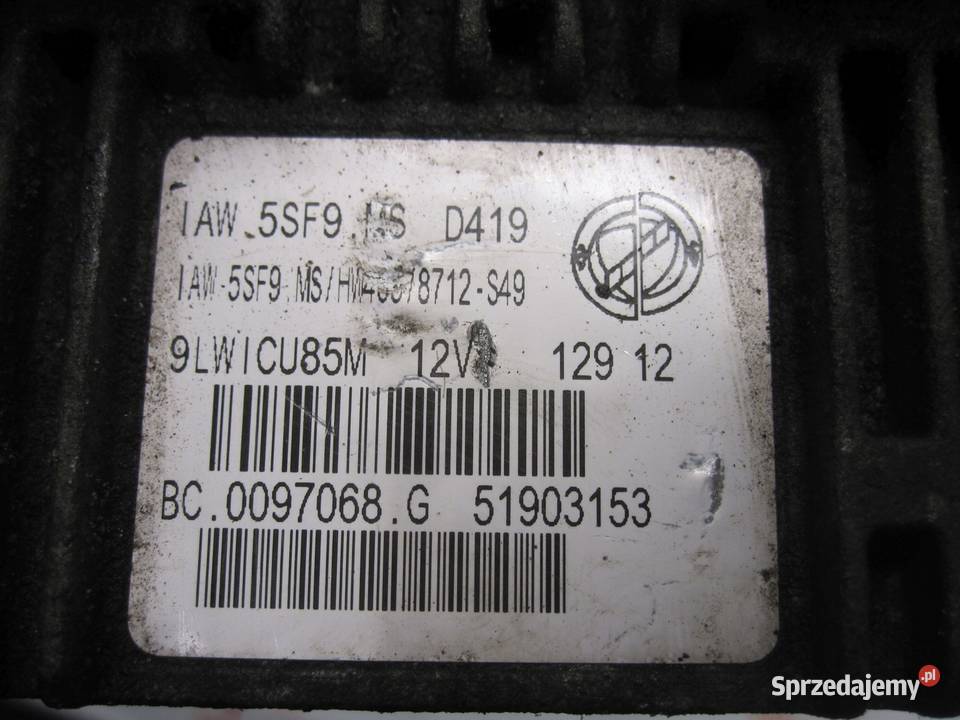 IAW 5SF9.MS D419
9LWICU85M 12V 129 12
BC.0097068.G 51903153
Sprzedajemy.pl